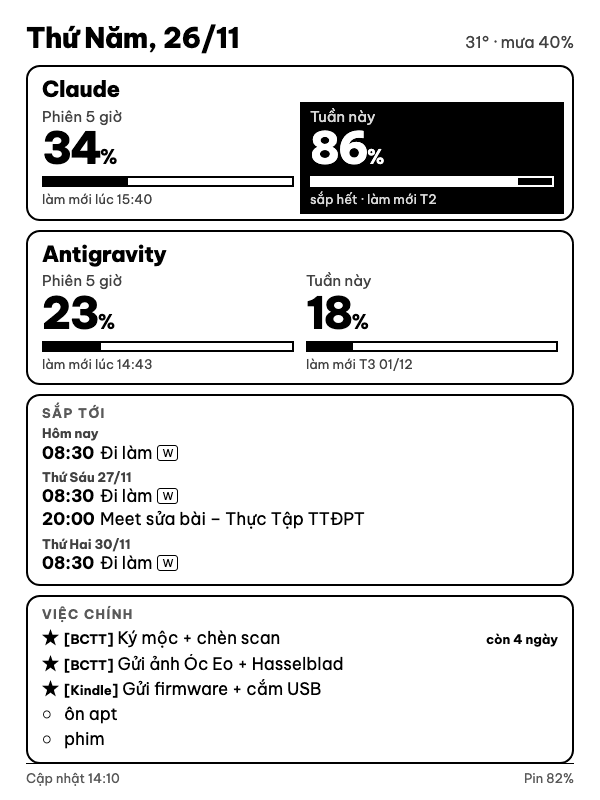 Thứ Năm, 26/11
31° · mưa 40%
Claude
Phiên 5 giờ
34%
làm mới lúc 15:40
Tuần này
86%
sắp hết · làm mới T2
Antigravity
Phiên 5 giờ
23%
làm mới lúc 14:43
Tuần này
18%
làm mới T3 01/12
SẮP TỚI
Hôm nay
08:30 Đi làm W
Thứ Sáu 27/11
08:30 Đi làm W
20:00 Meet sửa bài – Thực Tập TTĐPT
Thứ Hai 30/11
08:30 Đi làm W
VIỆC CHÍNH
★ [BCTT] Ký mộc + chèn scan còn 4 ngày
★ [BCTT] Gửi ảnh Óc Eo + Hasselblad
★ [Kindle] Gửi firmware + cắm USB
○ ôn apt
○ phim
Cập nhật 14:10
Pin 82%